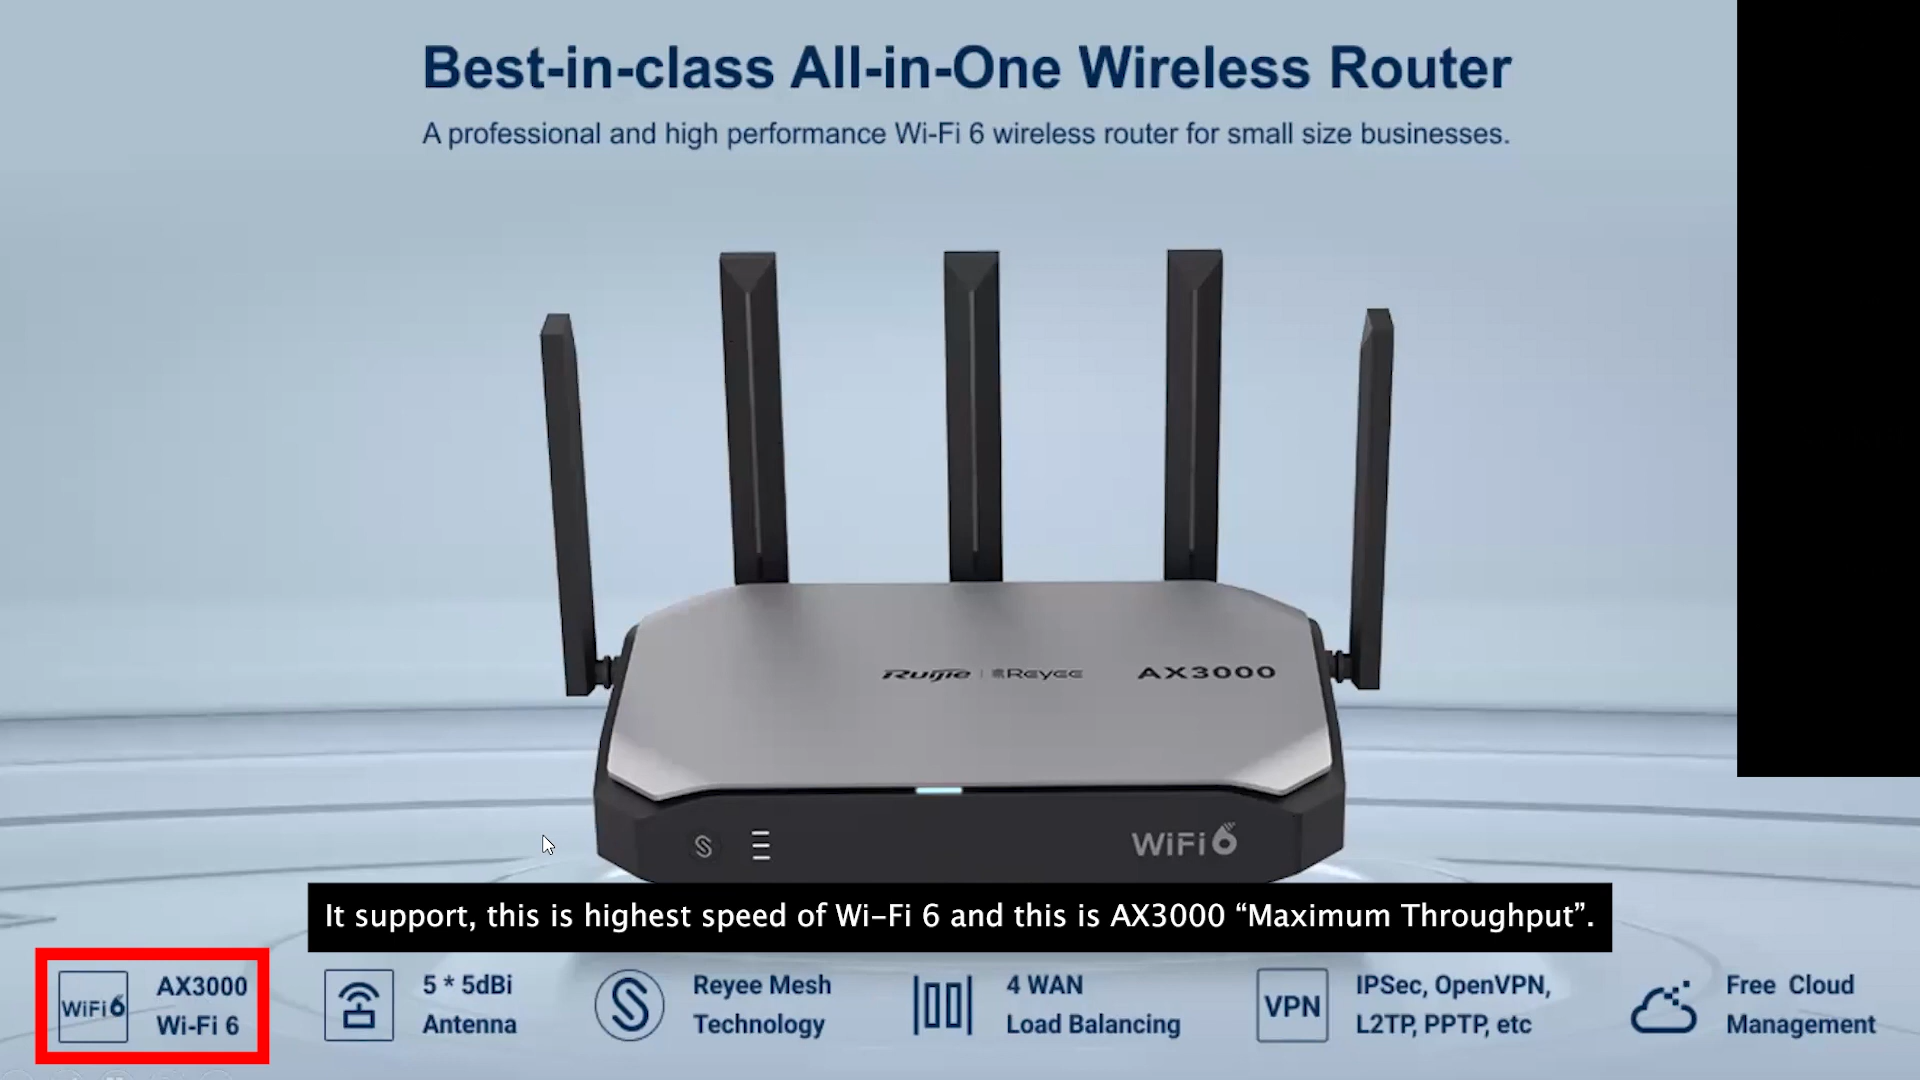 Best-in-class All-in-One Wireless Router
A professional and high performance Wi-Fi 6 wireless router for small size businesses.
Ruijie | Reyee AX3000
WiFi 6
It support, this is highest speed of Wi-Fi 6 and this is AX3000 “Maximum Throughput”.
WiFi 6
AX3000
Wi-Fi 6
5 * 5dBi
Antenna
Reyee Mesh
Technology
4 WAN
Load Balancing
VPN
IPSec, OpenVPN,
L2TP, PPTP, etc
Free Cloud
Management